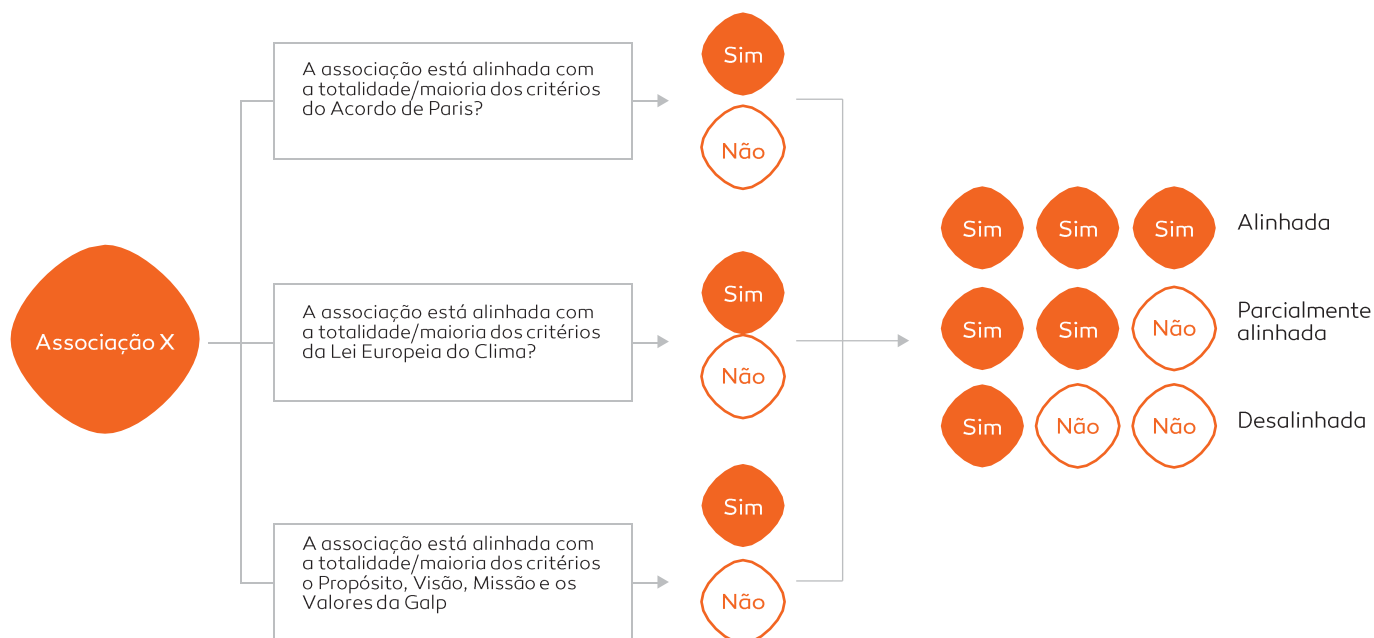 Associação X
A associação está alinhada com
a totalidade/maioria dos critérios
do Acordo de Paris?
Sim
Não
A associação está alinhada com
a totalidade/maioria dos critérios
da Lei Europeia do Clima?
Sim
Não
A associação está alinhada com
a totalidade/maioria dos critérios
o Propósito, Visão, Missão e os
Valores da Galp
Sim
Não
Sim Sim Sim Alinhada
Sim Sim Não Parcialmente
alinhada
Sim Não Não Desalinhada